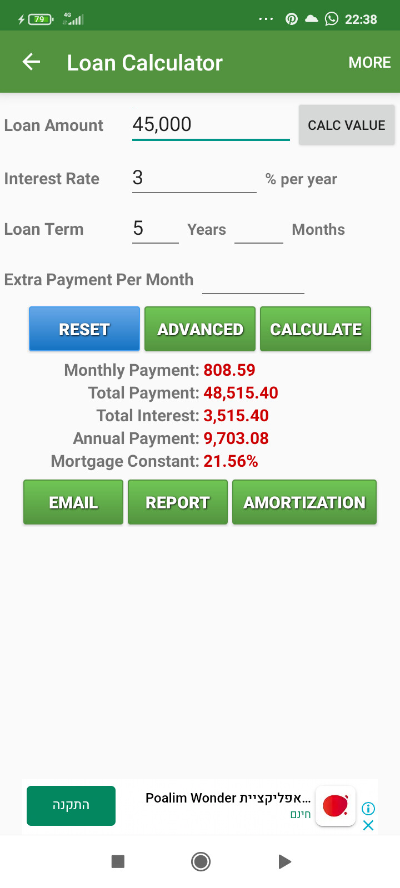 79 4G 22:38
Loan Calculator MORE
Loan Amount 45,000 CALC VALUE
Interest Rate 3 % per year
Loan Term 5 Years Months
Extra Payment Per Month
RESET ADVANCED CALCULATE
Monthly Payment: 808.59
Total Payment: 48,515.40
Total Interest: 3,515.40
Annual Payment: 9,703.08
Mortgage Constant: 21.56%
EMAIL REPORT AMORTIZATION
אפליקציית Poalim Wonder...
חינם
התקנה